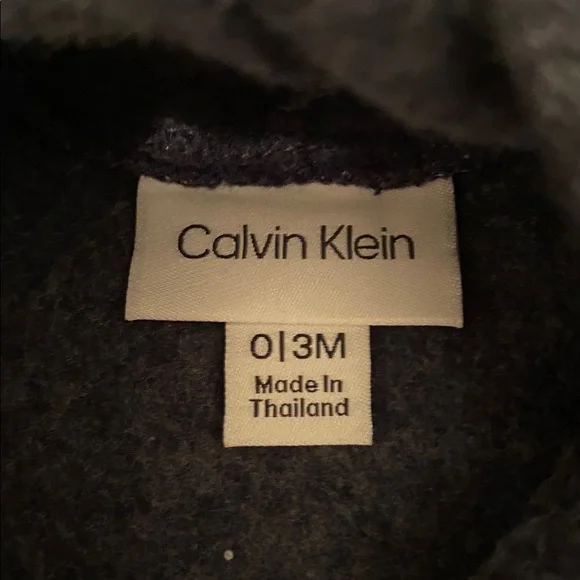 Calvin Klein
0|3M
Made In
Thailand